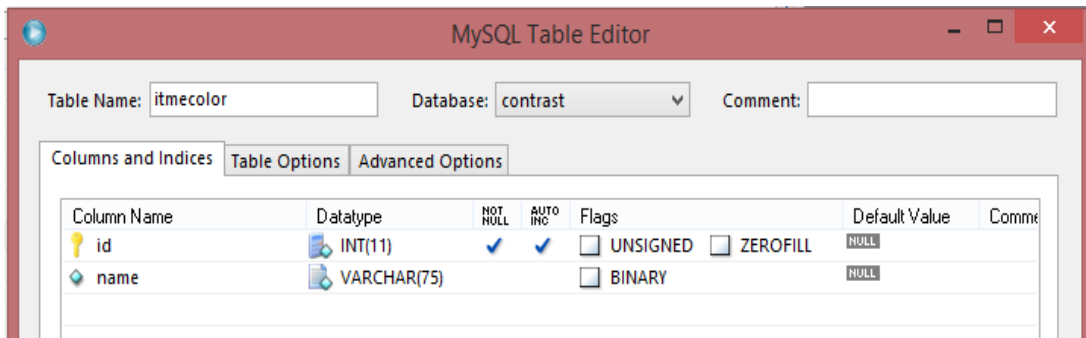 MySQL Table Editor
Table Name: itmecolor Database: contrast Comment:
Columns and Indices Table Options Advanced Options
Column Name Datatype NOT NULL AUTO INC Flags Default Value Comme
id INT(11) UNSIGNED ZEROFILL NULL
name VARCHAR(75) BINARY NULL